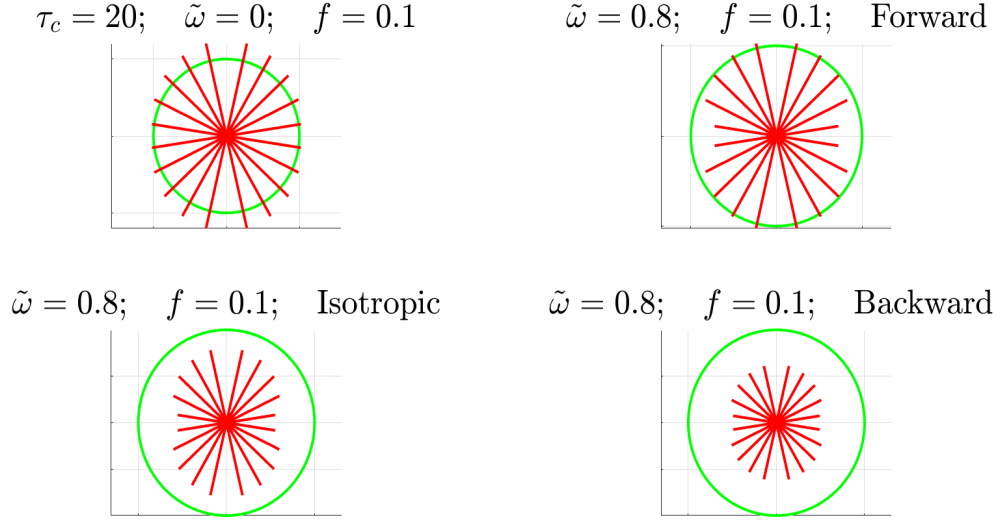 τ_c = 20;  ω̃ = 0;  f = 0.1
ω̃ = 0.8;  f = 0.1;  Forward
ω̃ = 0.8;  f = 0.1;  Isotropic
ω̃ = 0.8;  f = 0.1;  Backward